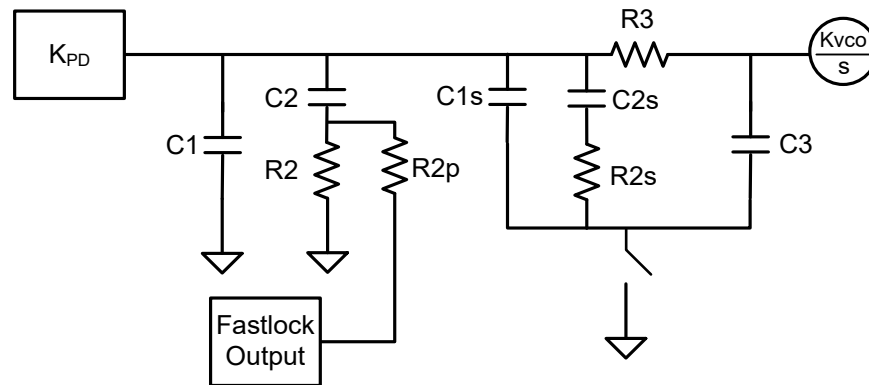 K_PD
C1
C2
R2
R2p
Fastlock
Output
C1s
C2s
R2s
R3
C3
Kvco
s